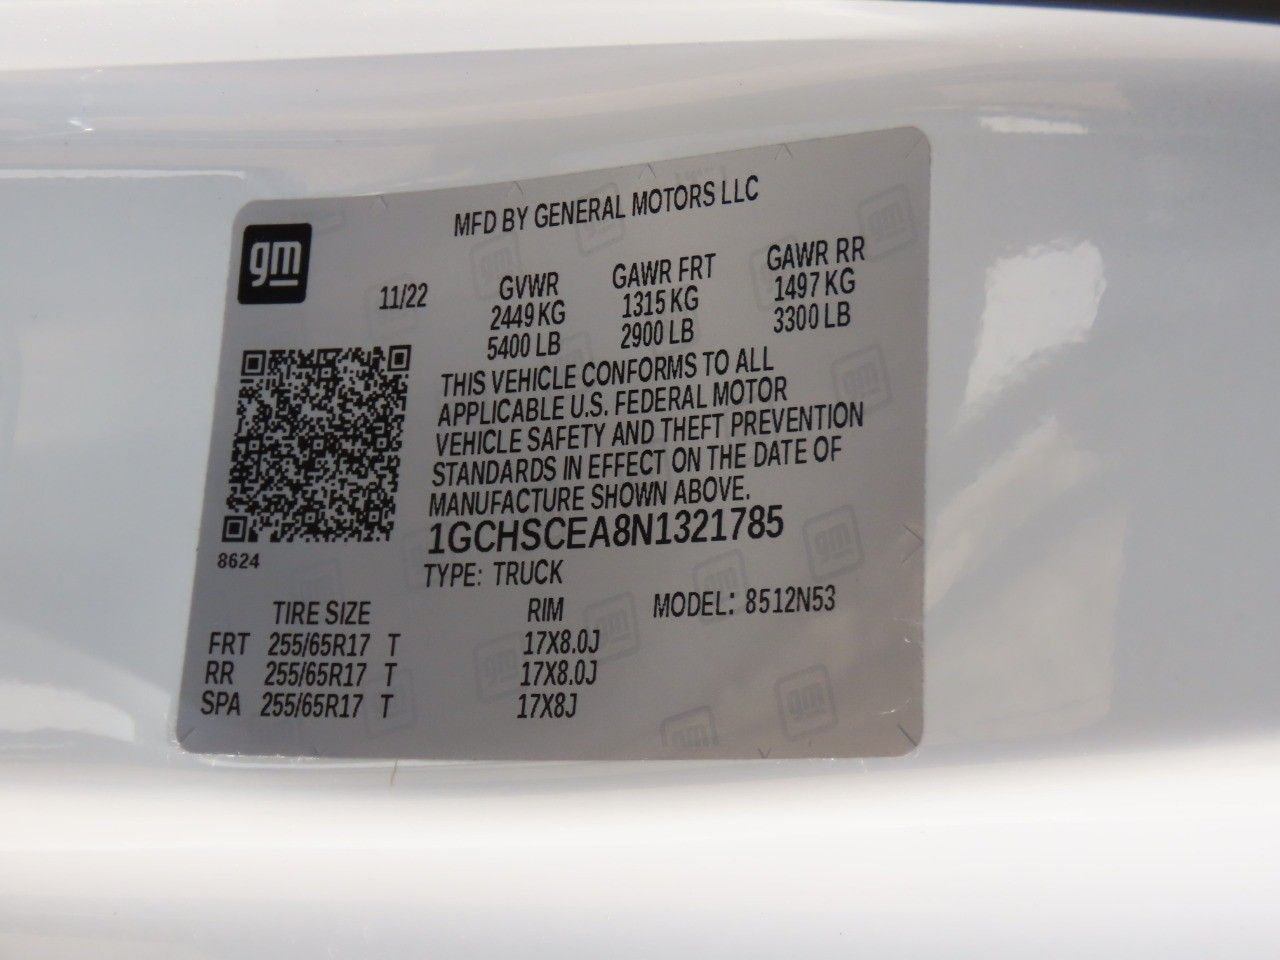 MFD BY GENERAL MOTORS LLC
gm
11/22
GVWR GAWR FRT GAWR RR
2449 KG 1315 KG 1497 KG
5400 LB 2900 LB 3300 LB
THIS VEHICLE CONFORMS TO ALL
APPLICABLE U.S. FEDERAL MOTOR
VEHICLE SAFETY AND THEFT PREVENTION
STANDARDS IN EFFECT ON THE DATE OF
MANUFACTURE SHOWN ABOVE.
1GCHSCEA8N1321785
8624
TYPE: TRUCK
MODEL: 8512N53
TIRE SIZE RIM
FRT 255/65R17 T 17X8.0J
RR 255/65R17 T 17X8.0J
SPA 255/65R17 T 17X8J